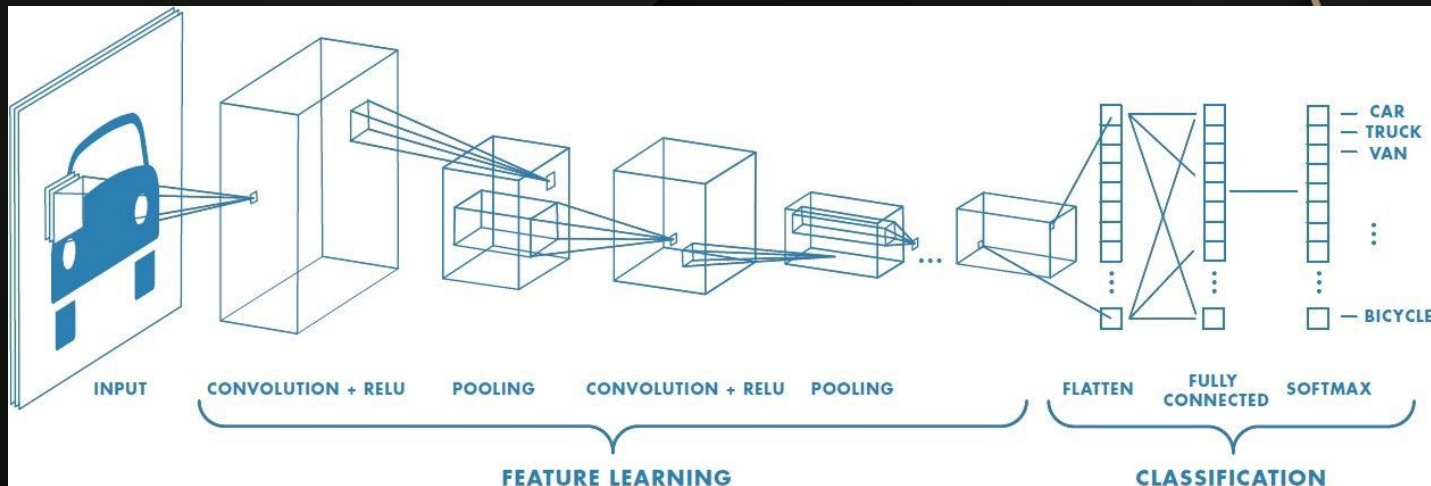 CAR
TRUCK
VAN
BICYCLE
INPUT
CONVOLUTION + RELU
POOLING
CONVOLUTION + RELU
POOLING
FLATTEN
FULLY
CONNECTED
SOFTMAX
FEATURE LEARNING
CLASSIFICATION